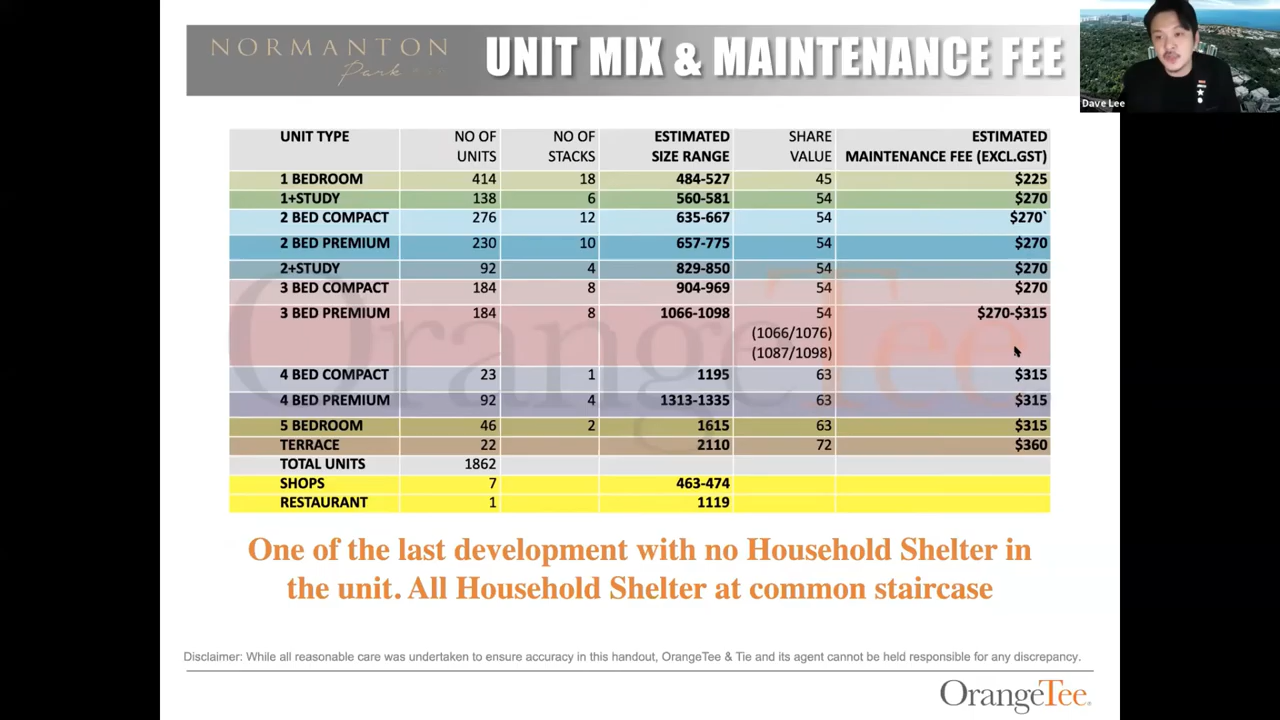 NORMANTON
Park
UNIT MIX & MAINTENANCE FEE
Dave Lee
UNIT TYPE NO OF UNITS NO OF STACKS ESTIMATED SIZE RANGE SHARE VALUE ESTIMATED MAINTENANCE FEE (EXCL.GST)
1 BEDROOM 414 18 484-527 45 $225
1+STUDY 138 6 560-581 54 $270
2 BED COMPACT 276 12 635-667 54 $270`
2 BED PREMIUM 230 10 657-775 54 $270
2+STUDY 92 4 829-850 54 $270
3 BED COMPACT 184 8 904-969 54 $270
3 BED PREMIUM 184 8 1066-1098 54 $270-$315
(1066/1076)
(1087/1098)
4 BED COMPACT 23 1 1195 63 $315
4 BED PREMIUM 92 4 1313-1335 63 $315
5 BEDROOM 46 2 1615 63 $315
TERRACE 22 2110 72 $360
TOTAL UNITS 1862
SHOPS 7 463-474
RESTAURANT 1 1119
OrangeTee
One of the last development with no Household Shelter in
the unit. All Household Shelter at common staircase
Disclaimer: While all reasonable care was undertaken to ensure accuracy in this handout, OrangeTee & Tie and its agent cannot be held responsible for any discrepancy.
OrangeTee